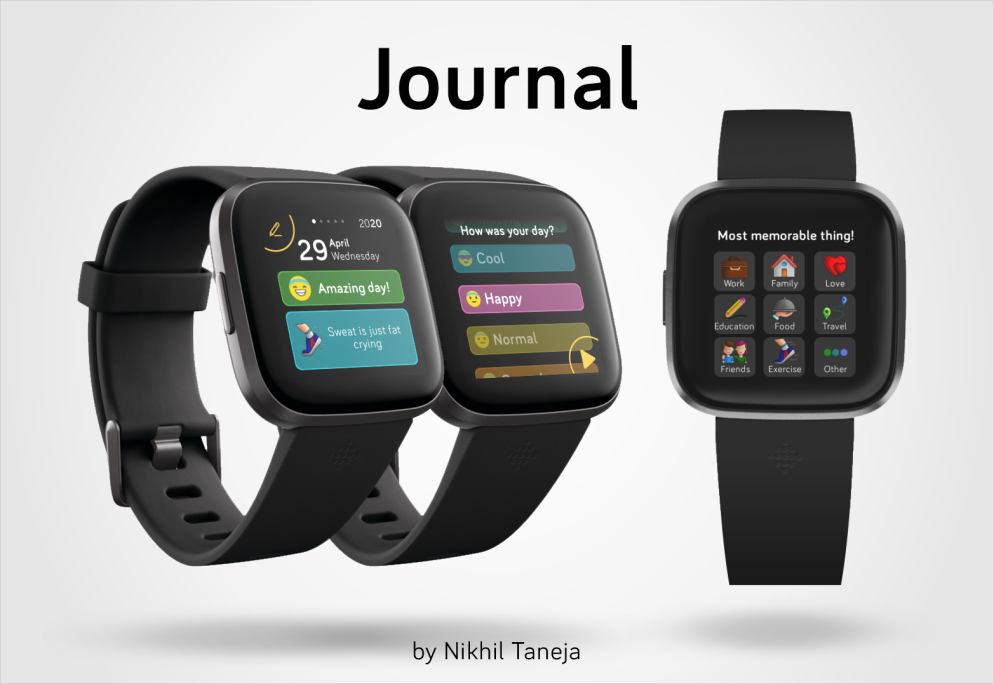 Journal
2020
29 April
Wednesday
Amazing day!
Sweat is just fat
crying
How was your day?
Cool
Happy
Normal
Most memorable thing!
Work Family Love
Education Food Travel
Friends Exercise Other
by Nikhil Taneja